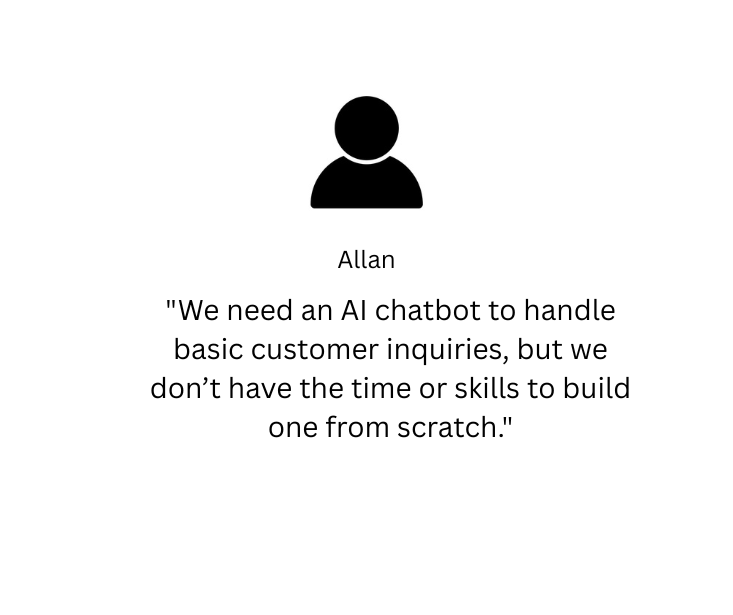 Allan
"We need an AI chatbot to handle
basic customer inquiries, but we
don’t have the time or skills to build
one from scratch."